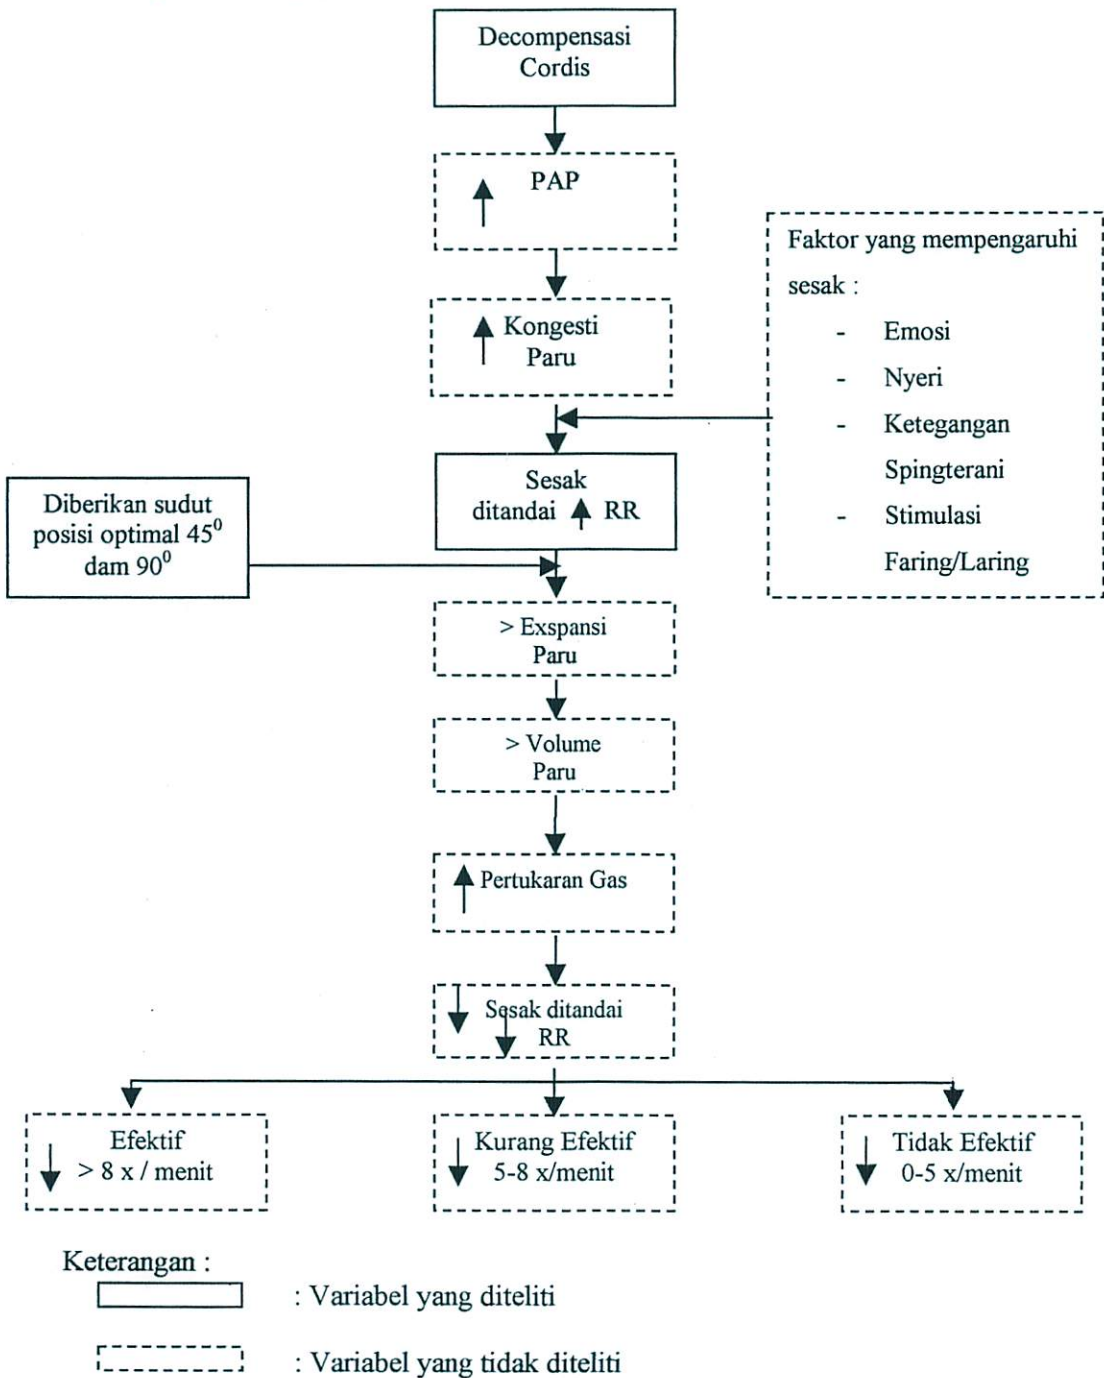 Decompensasi
Cordis
PAP
Kongesti
Paru
Faktor yang mempengaruhi
sesak :
- Emosi
- Nyeri
- Ketegangan
Spingterani
- Stimulasi
Faring/Laring
Sesak
ditandai RR
Diberikan sudut
posisi optimal 45⁰
dam 90⁰
> Exspansi
Paru
> Volume
Paru
Pertukaran Gas
Sesak ditandai
RR
Efektif
> 8 x / menit
Kurang Efektif
5-8 x/menit
Tidak Efektif
0-5 x/menit
Keterangan :
: Variabel yang diteliti
: Variabel yang tidak diteliti